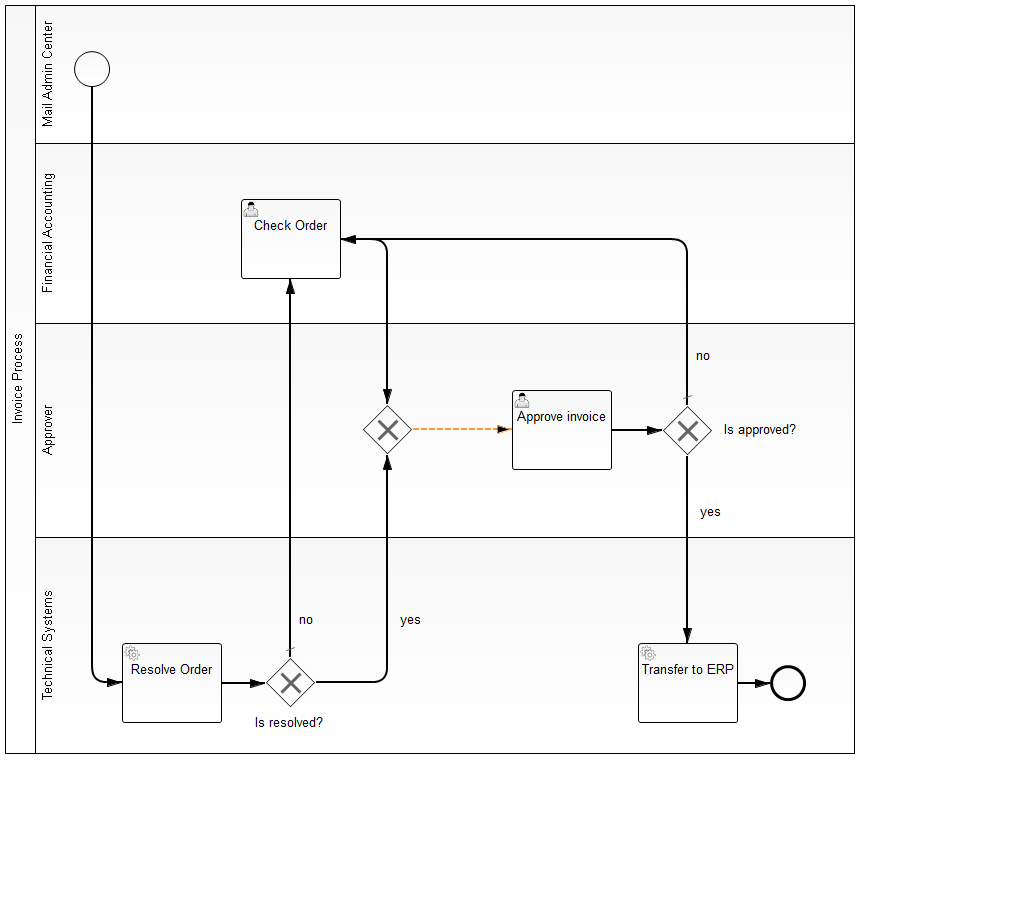 Invoice Process
Mail Admin Center
Financial Accounting
Check Order
no
Approver
Approve invoice
Is approved?
yes
Technical Systems
no
yes
Resolve Order
Transfer to ERP
Is resolved?